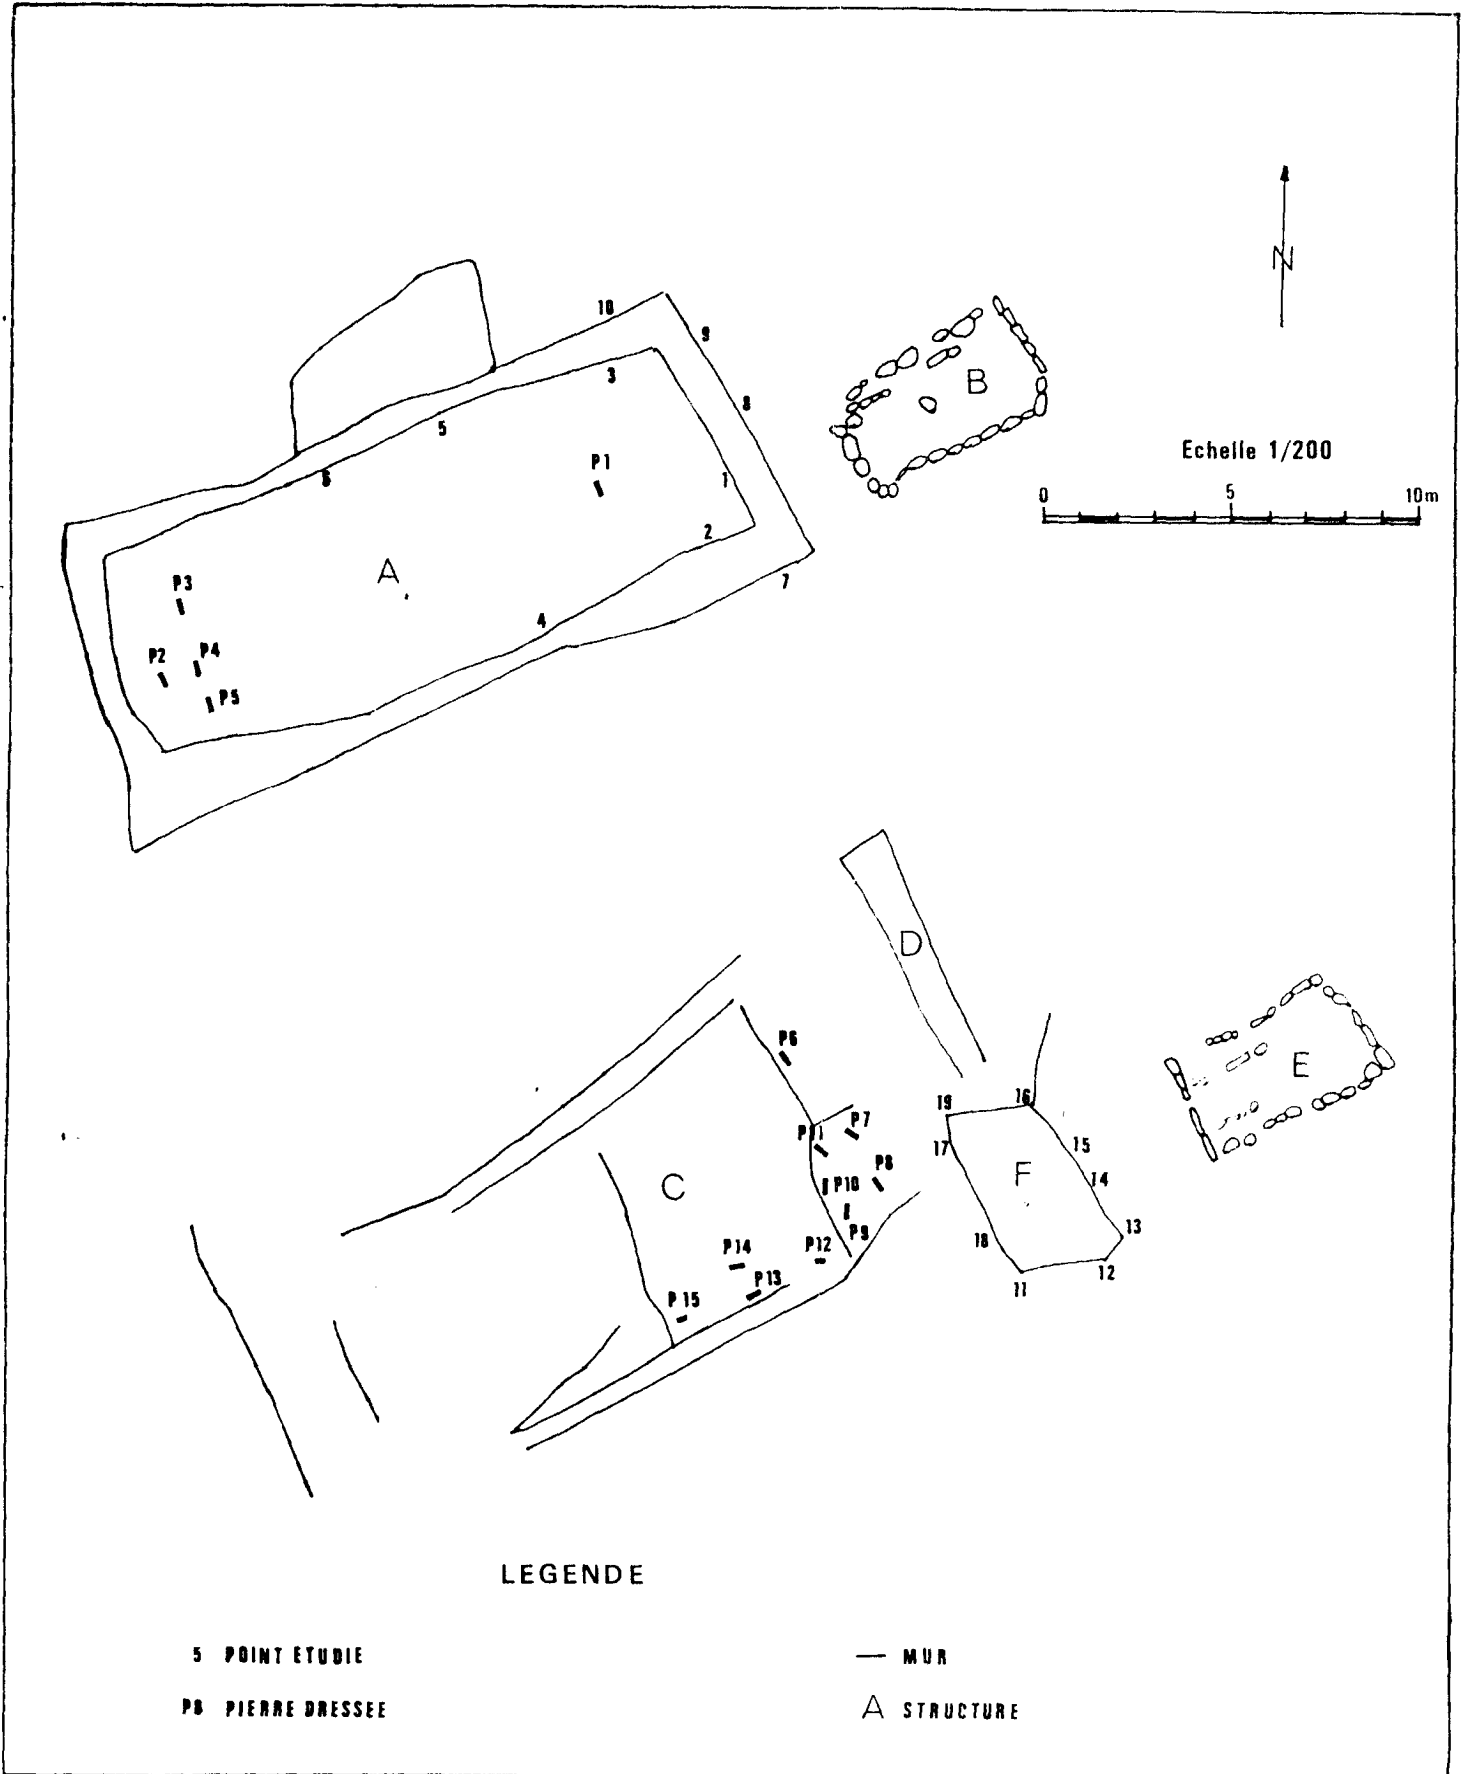 10
9
N
3
8
B
Echelle 1/200
5
P1
6
1
0 5 10m
2
A
7
P3
4
P2 P4
P5
D
P6
E
19 16
P11 P7
17 15
P8
C
P10
F
14
P9
13
18
P14 P12
12
P13
11
P15
LEGENDE
5 POINT ETUDIE
— MUR
P8 PIERRE DRESSEE
A STRUCTURE